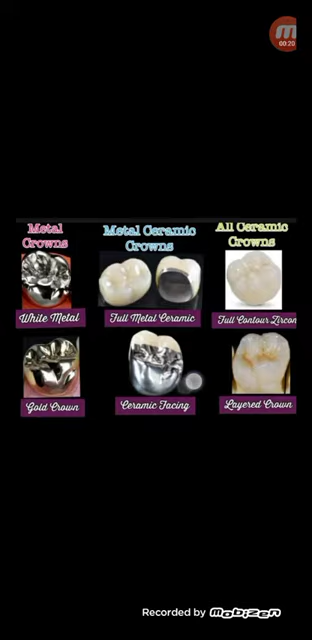 00:20
Metal
Crowns
Metal Ceramic
Crowns
All Ceramic
Crowns
White Metal
Full Metal Ceramic
Full Contour Zircon
Gold Crown
Ceramic Facing
Layered Crown
Recorded by mobizen